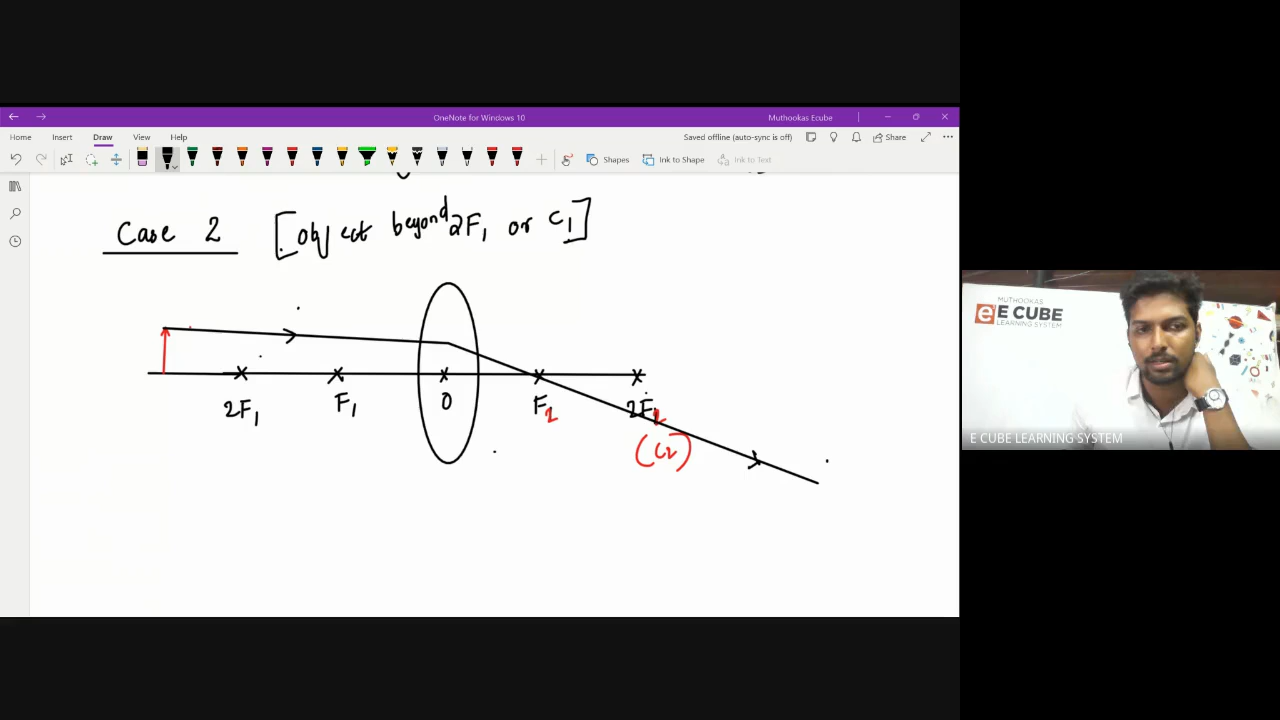 OneNote for Windows 10
Muthookas Ecube
Home Insert Draw View Help
Saved offline (auto-sync is off)
Share
Shapes
Ink to Shape
Ink to Text
Case 2 [object beyond 2F1 or C1]
2F1 F1 O F2 2F2
(C2)
MUTHOOKAS
e E CUBE
LEARNING SYSTEM
E CUBE LEARNING SYSTEM